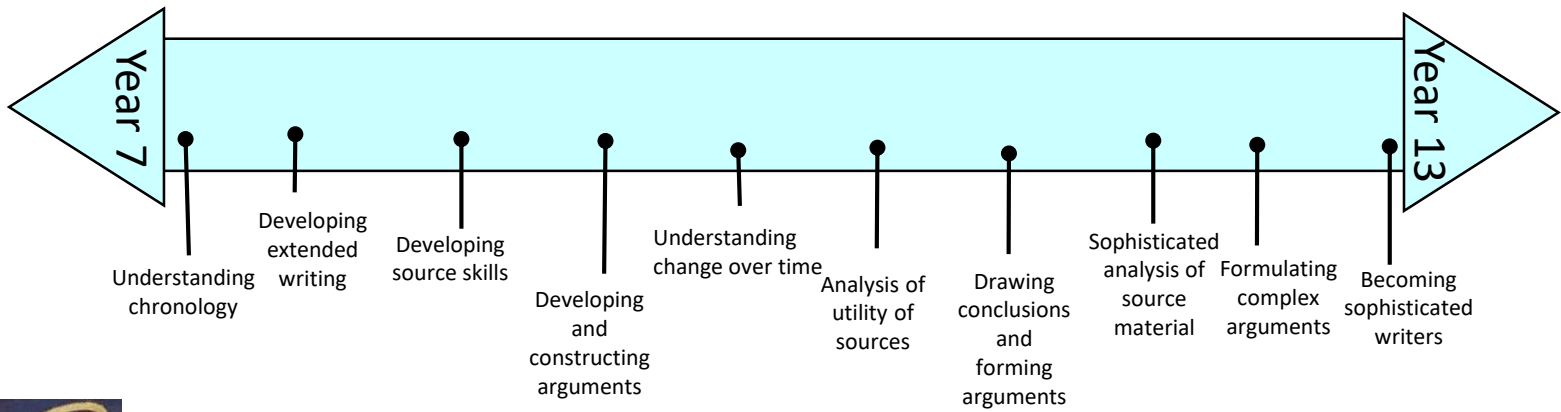 Year 7
Year 13
Understanding
chronology
Developing
extended
writing
Developing
source skills
Developing
and
constructing
arguments
Understanding
change over time
Analysis of
utility of
sources
Drawing
conclusions
and
forming
arguments
Sophisticated
analysis of
source
material
Formulating
complex
arguments
Becoming
sophisticated
writers